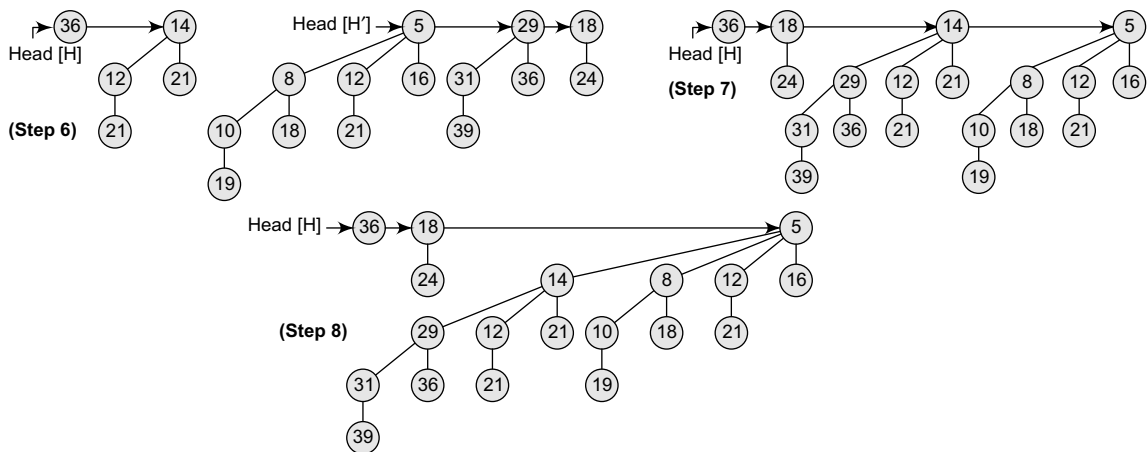 36 14 Head [H′] 5 29 18 36 18 14 5
Head [H] Head [H]
12 21 8 12 16 31 36 24 24 29 12 21 8 12 16
(Step 7)
(Step 6) 21 10 18 21 39 31 36 21 10 18 21
19 39 19
Head [H] 36 18 5
24 14 8 12 16
(Step 8) 29 12 21 10 18 21
31 36 21 19
39